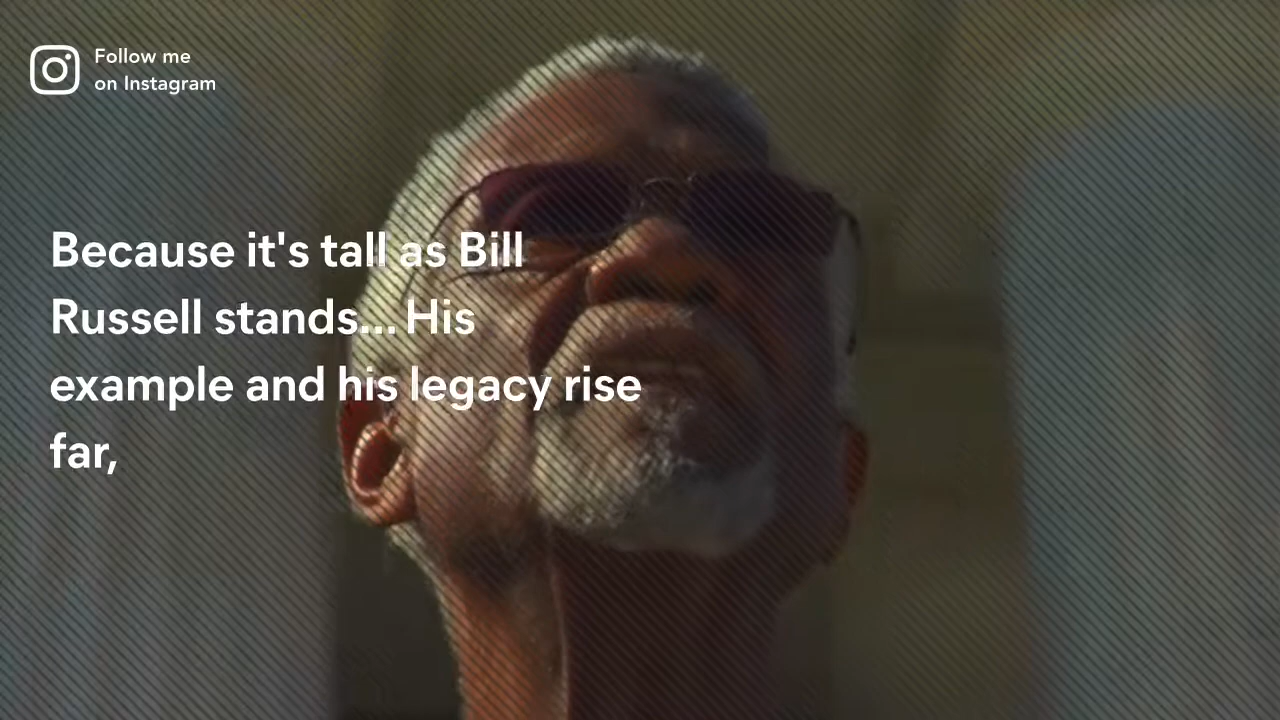 Follow me
on Instagram
Because it's tall as Bill
Russell stands... His
example and his legacy rise
far,